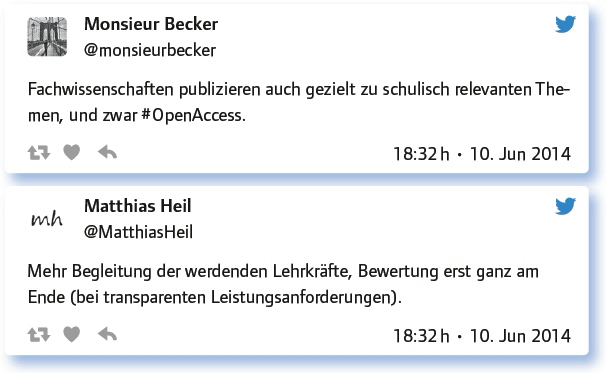 Monsieur Becker
@monsieurbecker
Fachwissenschaften publizieren auch gezielt zu schulisch relevanten The-
men, und zwar #OpenAccess.
18:32 h • 10. Jun 2014
mh
Matthias Heil
@MatthiasHeil
Mehr Begleitung der werdenden Lehrkräfte, Bewertung erst ganz am
Ende (bei transparenten Leistungsanforderungen).
18:32 h • 10. Jun 2014